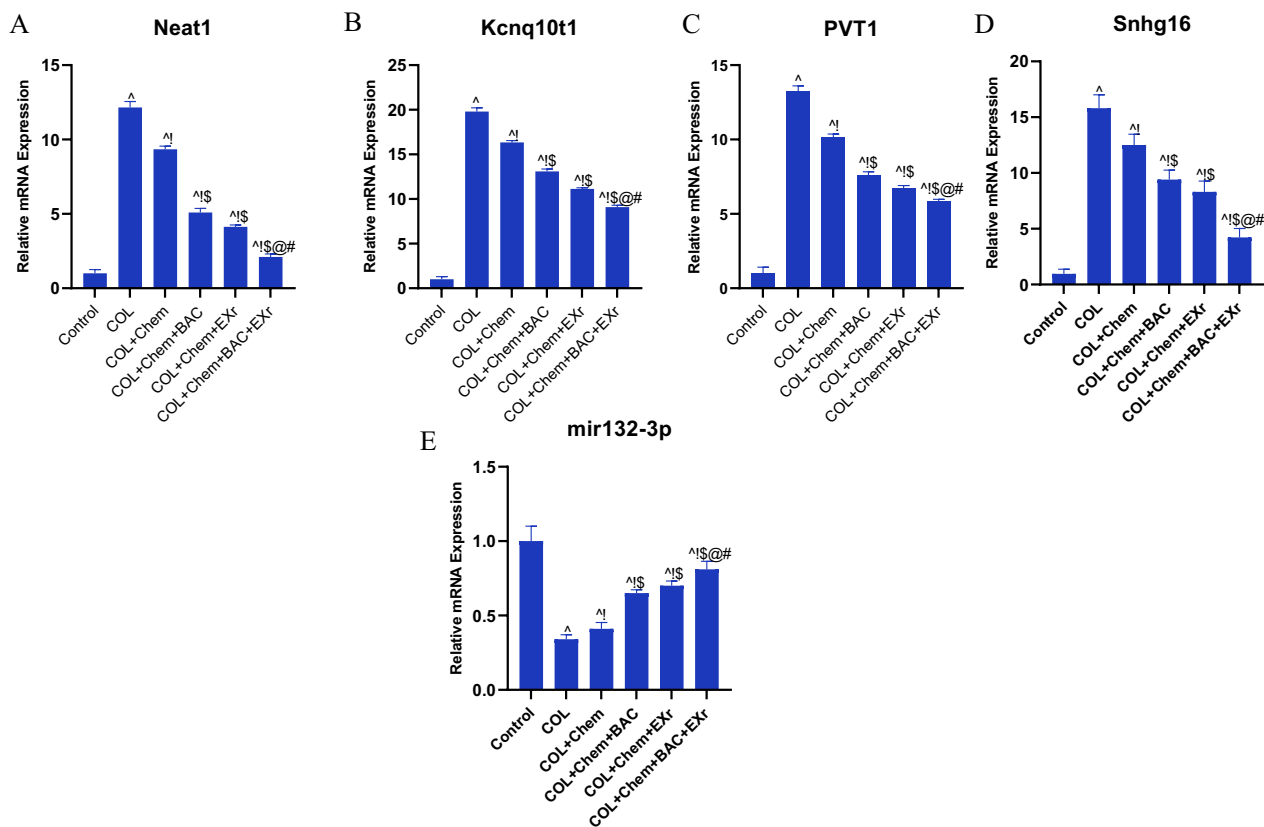 A
Neat1
Relative mRNA Expression
15
10
5
0
^
^!
^!$
^!$
^!$@#
Control
COL
COL+Chem
COL+Chem+BAC
COL+Chem+EXr
COL+Chem+BAC+EXr
B
Kcnq10t1
Relative mRNA Expression
25
20
15
10
5
0
^
^!
^!$
^!$
^!$@#
Control
COL
COL+Chem
COL+Chem+BAC
COL+Chem+EXr
COL+Chem+BAC+EXr
C
PVT1
Relative mRNA Expression
15
10
5
0
^
^!
^!$
^!$
^!$@#
Control
COL
COL+Chem
COL+Chem+BAC
COL+Chem+EXr
COL+Chem+BAC+EXr
D
Snhg16
Relative mRNA Expression
20
15
10
5
0
^
^!
^!$
^!$
^!$@#
Control
COL
COL+Chem
COL+Chem+BAC
COL+Chem+EXr
COL+Chem+BAC+EXr
E
mir132-3p
Relative mRNA Expression
1.5
1.0
0.5
0.0
^
^!
^!$
^!$
^!$@#
Control
COL
COL+Chem
COL+Chem+BAC
COL+Chem+EXr
COL+Chem+BAC+EXr